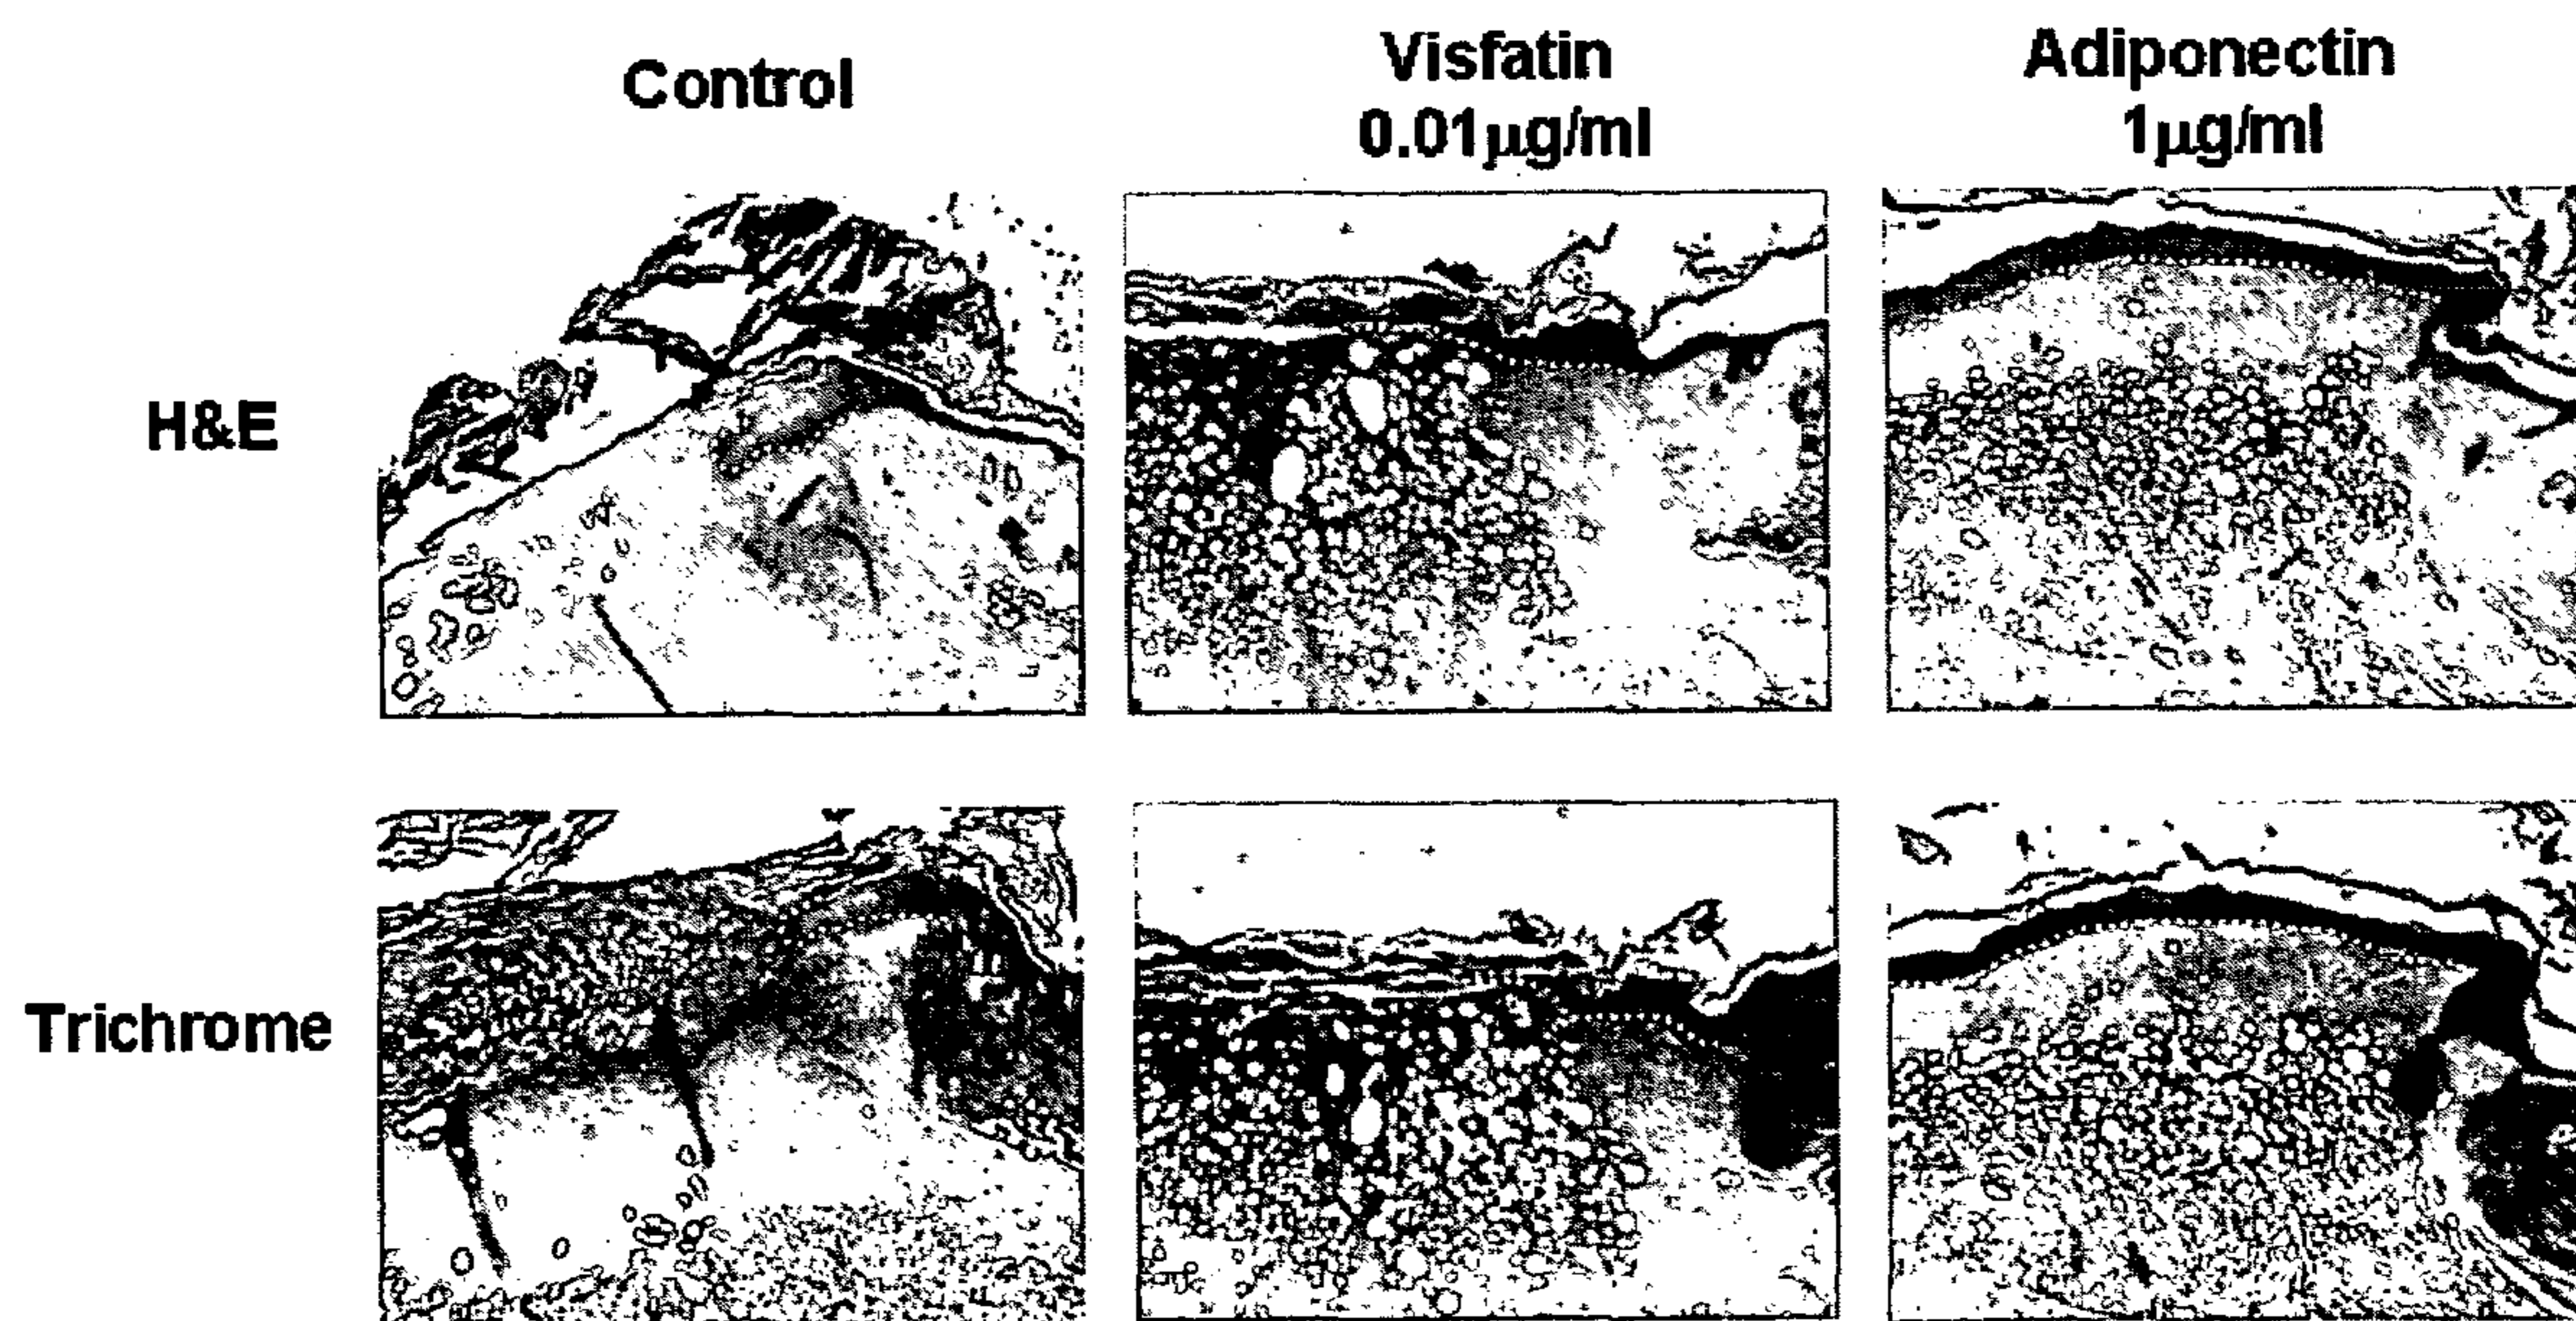 Control
Visfatin
0.01µg/ml
Adiponectin
1µg/ml
H&E
Trichrome